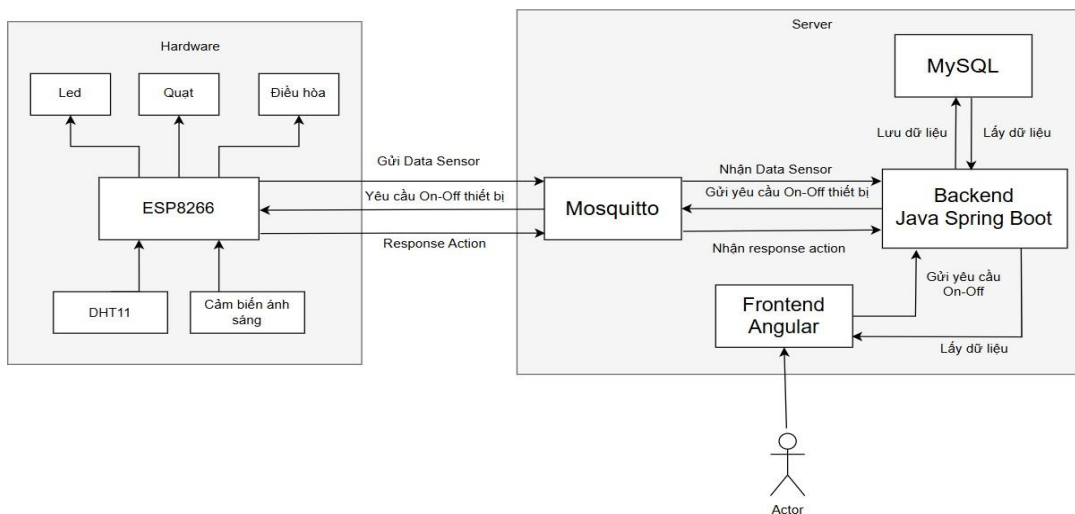 Hardware
Server
Led
Quạt
Điều hòa
MySQL
Lưu dữ liệu
Lấy dữ liệu
Gửi Data Sensor
Nhận Data Sensor
Yêu cầu On-Off thiết bị
Gửi yêu cầu On-Off thiết bị
ESP8266
Mosquitto
Backend
Java Spring Boot
Response Action
Nhận response action
Gửi yêu cầu
On-Off
DHT11
Cảm biến ánh
sáng
Frontend
Angular
Lấy dữ liệu
Actor